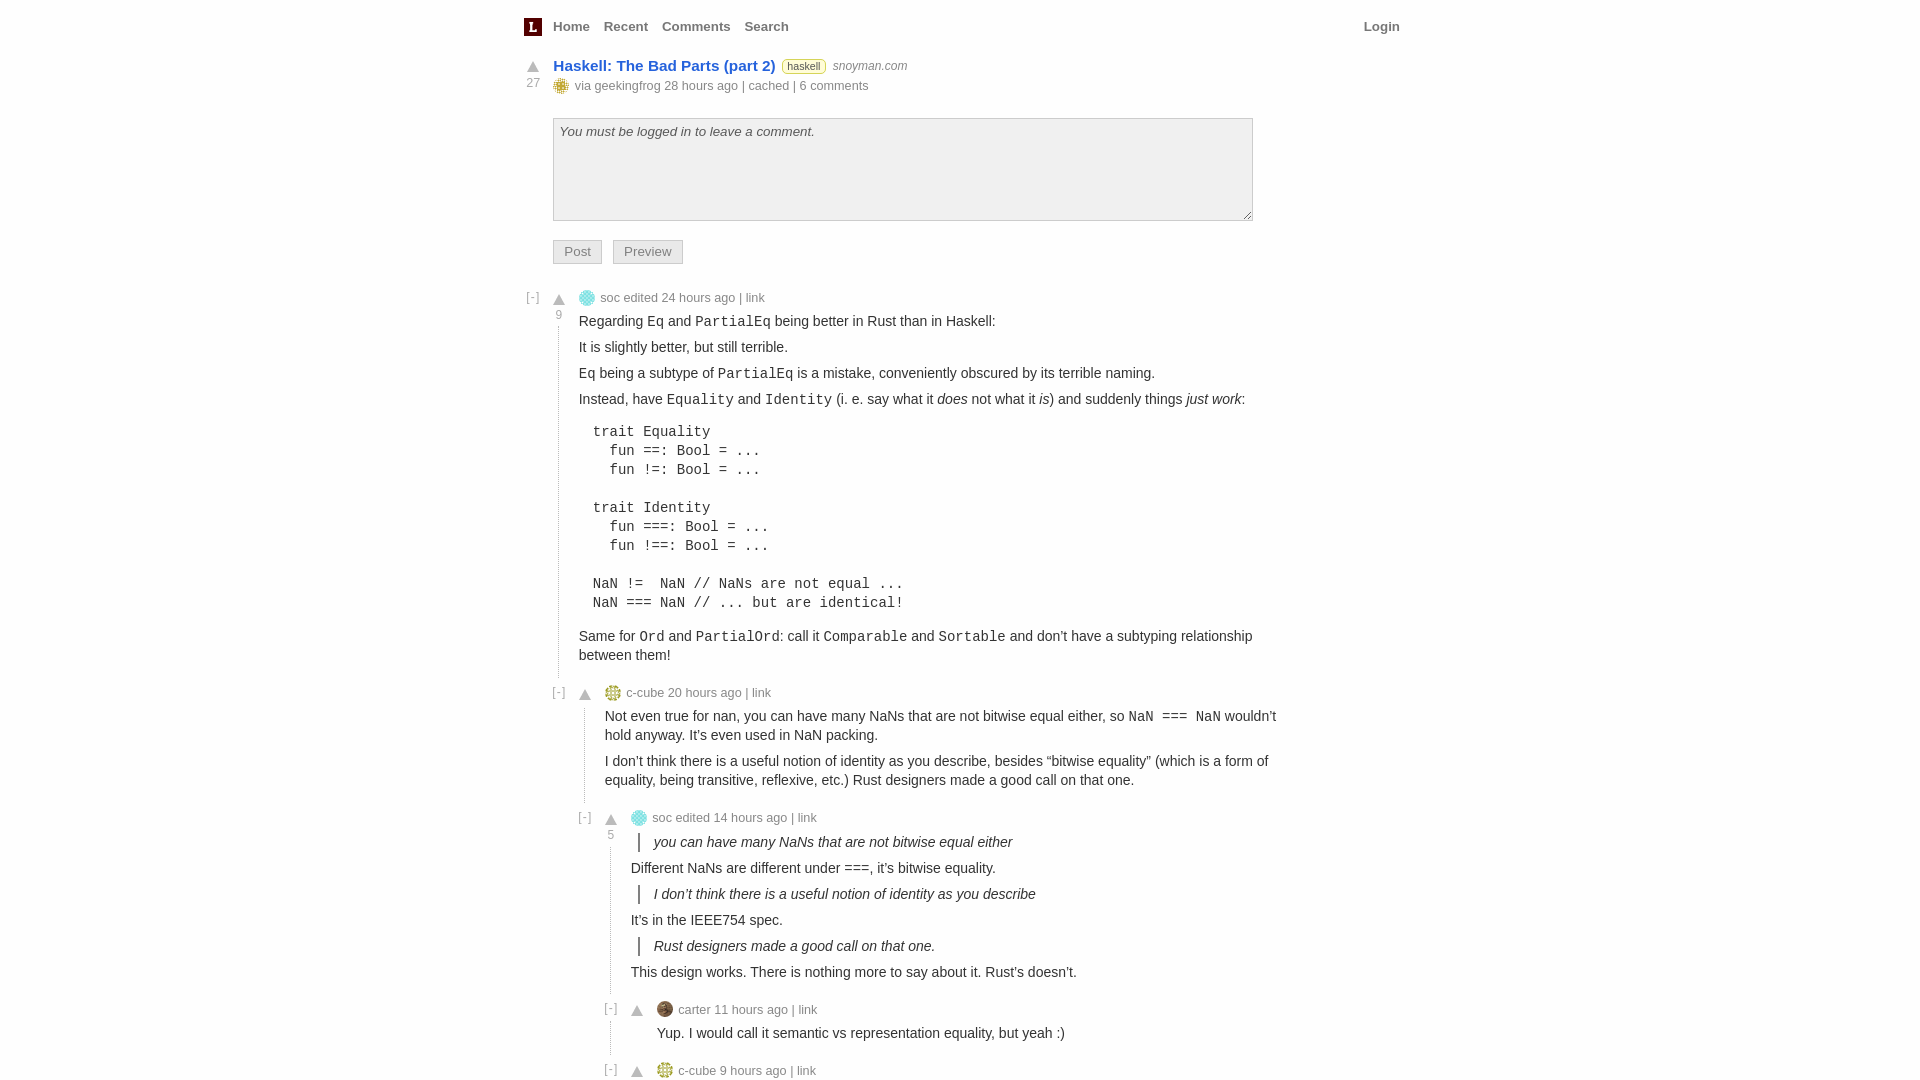 L Home Recent Comments Search Login
Haskell: The Bad Parts (part 2) haskell snoyman.com
27
via geekingfrog 28 hours ago | cached | 6 comments
You must be logged in to leave a comment.
Post Preview
[-] soc edited 24 hours ago | link
9
Regarding Eq and PartialEq being better in Rust than in Haskell:
It is slightly better, but still terrible.
Eq being a subtype of PartialEq is a mistake, conveniently obscured by its terrible naming.
Instead, have Equality and Identity (i. e. say what it does not what it is) and suddenly things just work:
trait Equality
  fun ==: Bool = ...
  fun !=: Bool = ...
trait Identity
  fun ===: Bool = ...
  fun !==: Bool = ...
NaN !=  NaN // NaNs are not equal ...
NaN === NaN // ... but are identical!
Same for Ord and PartialOrd: call it Comparable and Sortable and don’t have a subtyping relationship
between them!
[-] c-cube 20 hours ago | link
Not even true for nan, you can have many NaNs that are not bitwise equal either, so NaN === NaN wouldn’t
hold anyway. It’s even used in NaN packing.
I don’t think there is a useful notion of identity as you describe, besides “bitwise equality” (which is a form of
equality, being transitive, reflexive, etc.) Rust designers made a good call on that one.
[-] soc edited 14 hours ago | link
5
you can have many NaNs that are not bitwise equal either
Different NaNs are different under ===, it’s bitwise equality.
I don’t think there is a useful notion of identity as you describe
It’s in the IEEE754 spec.
Rust designers made a good call on that one.
This design works. There is nothing more to say about it. Rust’s doesn’t.
[-] carter 11 hours ago | link
Yup. I would call it semantic vs representation equality, but yeah :)
[-] c-cube 9 hours ago | link